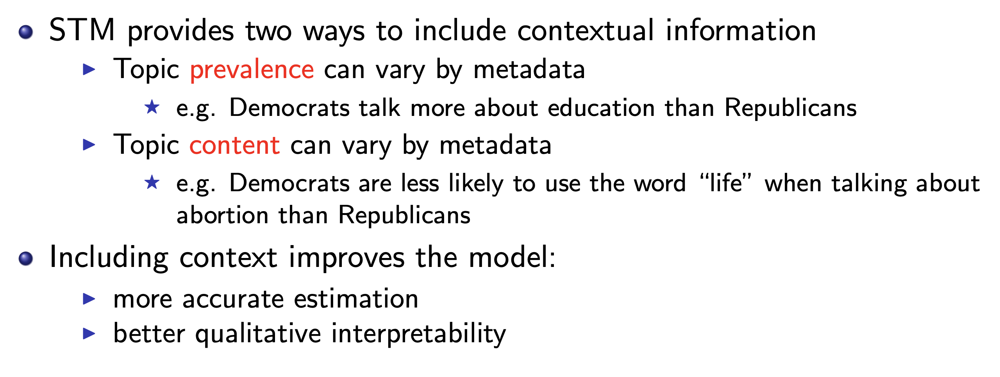 STM provides two ways to include contextual information
Topic prevalence can vary by metadata
e.g. Democrats talk more about education than Republicans
Topic content can vary by metadata
e.g. Democrats are less likely to use the word “life” when talking about
abortion than Republicans
Including context improves the model:
more accurate estimation
better qualitative interpretability